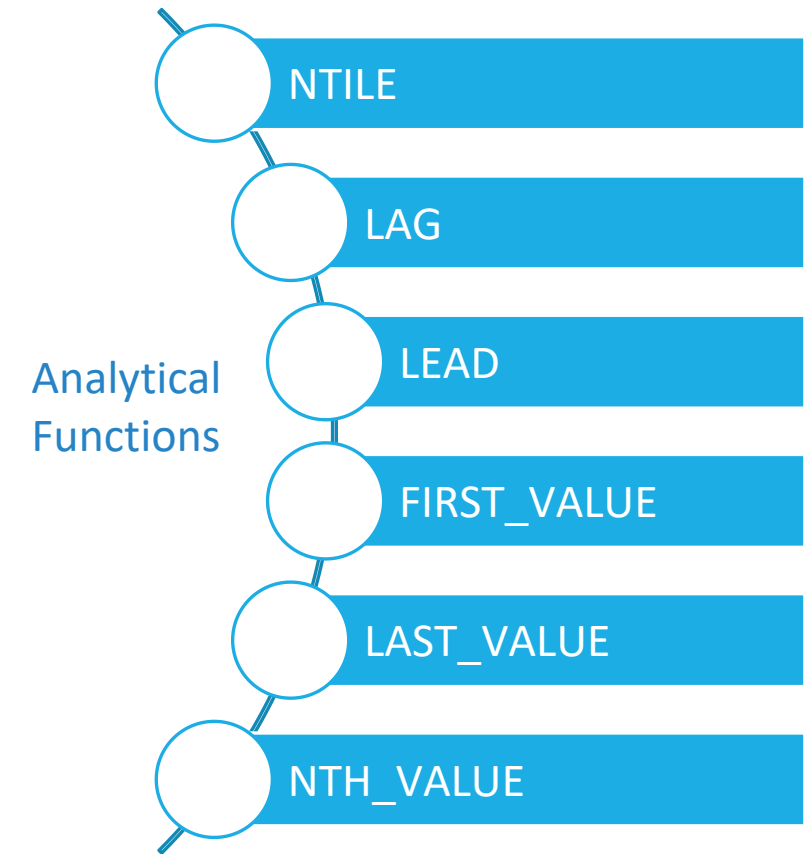 NTILE
LAG
LEAD
Analytical
Functions
FIRST_VALUE
LAST_VALUE
NTH_VALUE